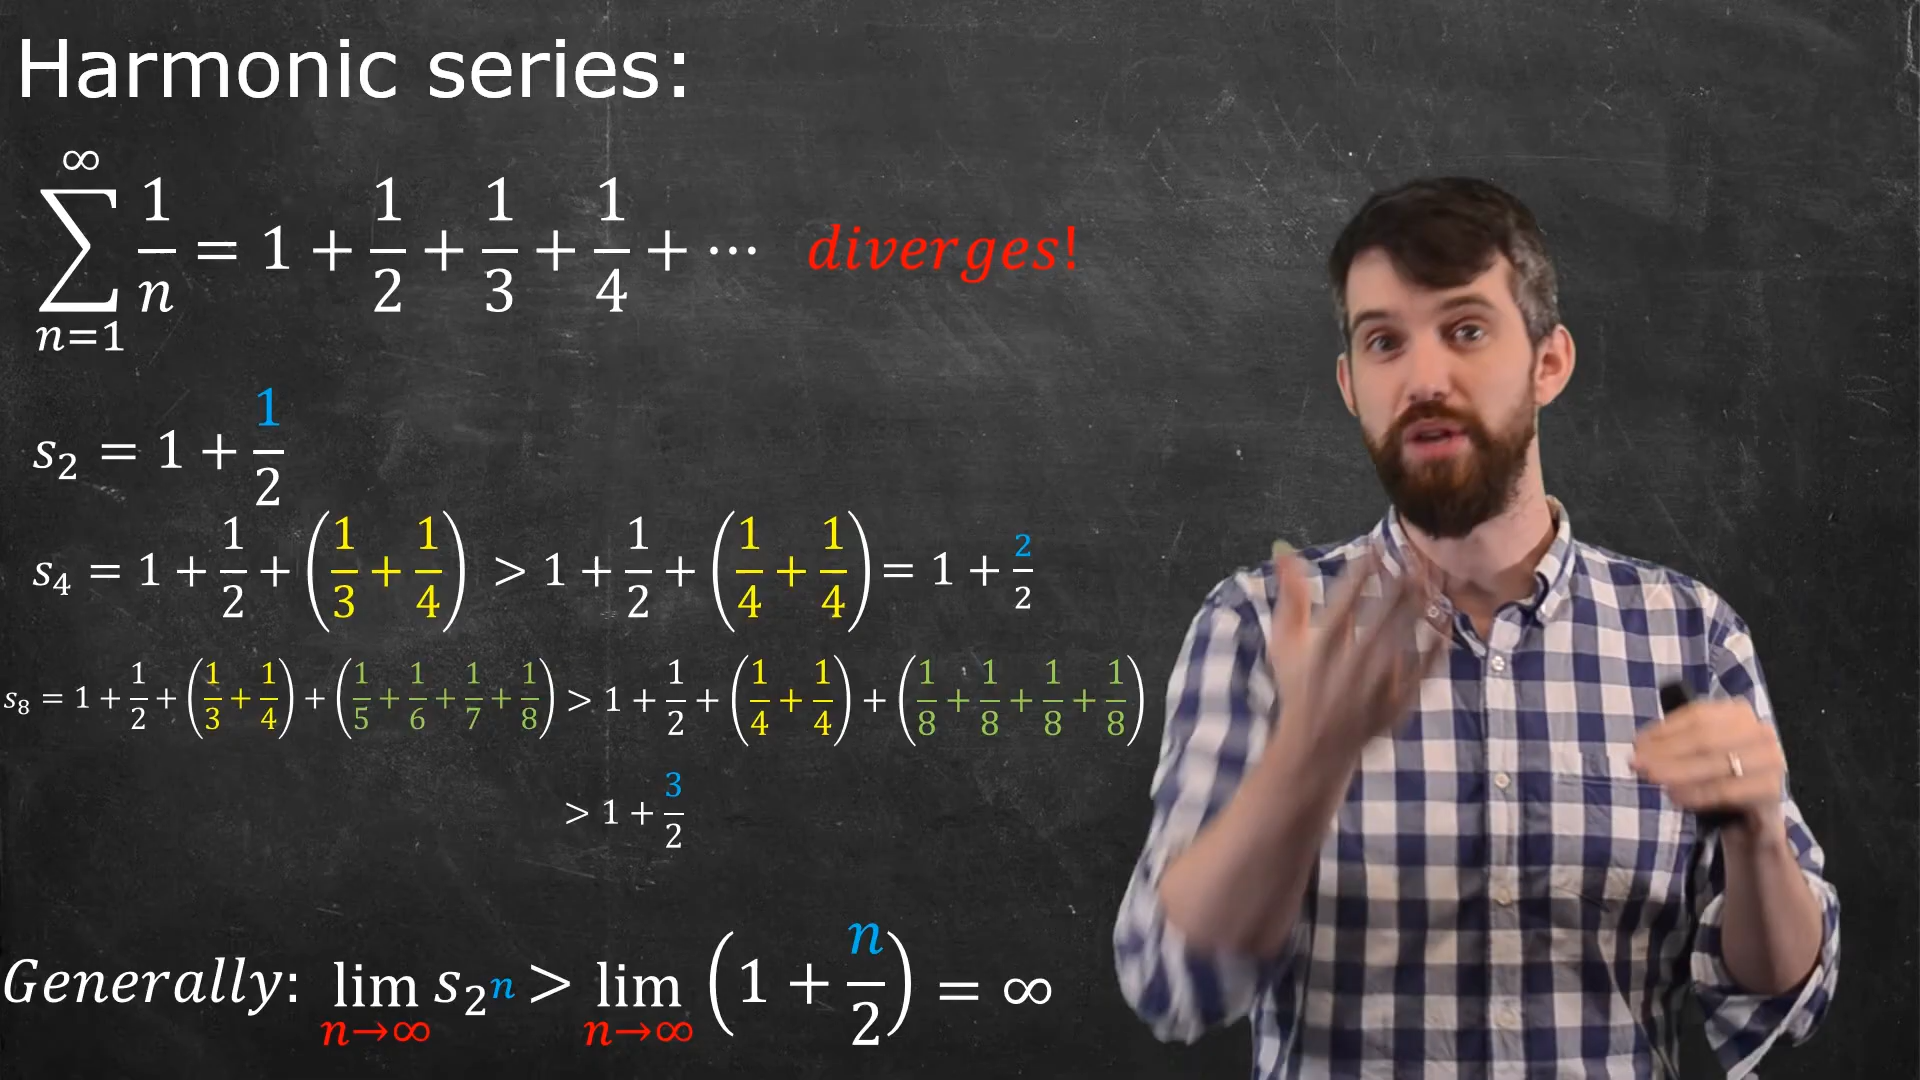 Harmonic series:
∑_{n=1}^{∞} 1/n = 1 + 1/2 + 1/3 + 1/4 + ⋯ diverges!
s₂ = 1 + 1/2
s₄ = 1 + 1/2 + (1/3 + 1/4) > 1 + 1/2 + (1/4 + 1/4) = 1 + 2/2
s₈ = 1 + 1/2 + (1/3 + 1/4) + (1/5 + 1/6 + 1/7 + 1/8) > 1 + 1/2 + (1/4 + 1/4) + (1/8 + 1/8 + 1/8 + 1/8)
> 1 + 3/2
Generally: lim_{n→∞} s_{2^n} > lim_{n→∞} (1 + n/2) = ∞